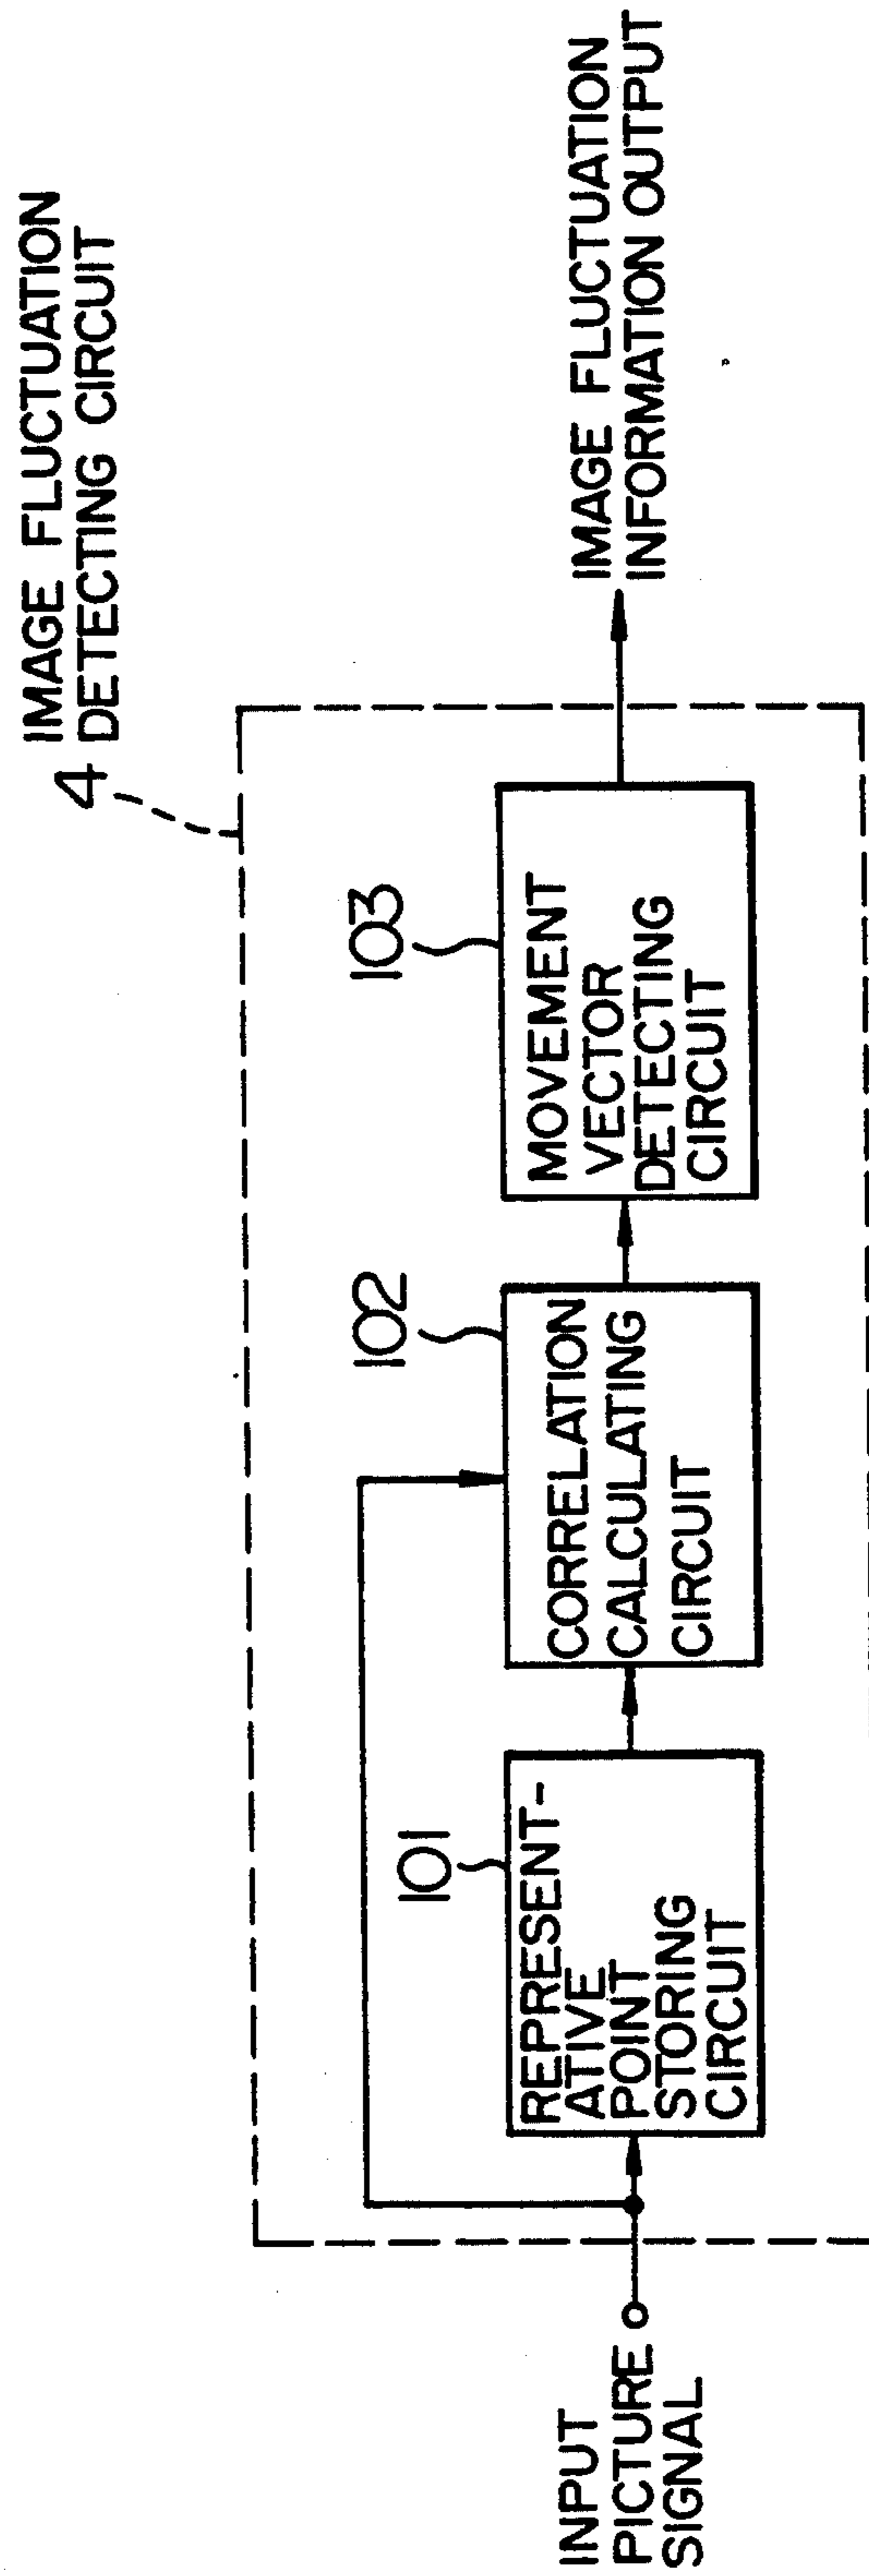 IMAGE FLUCTUATION
4 DETECTING CIRCUIT
INPUT
PICTURE
SIGNAL
101
REPRESENT-
ATIVE
POINT
STORING
CIRCUIT
102
CORRELATION
CALCULATING
CIRCUIT
103
MOVEMENT
VECTOR
DETECTING
CIRCUIT
IMAGE FLUCTUATION
INFORMATION OUTPUT